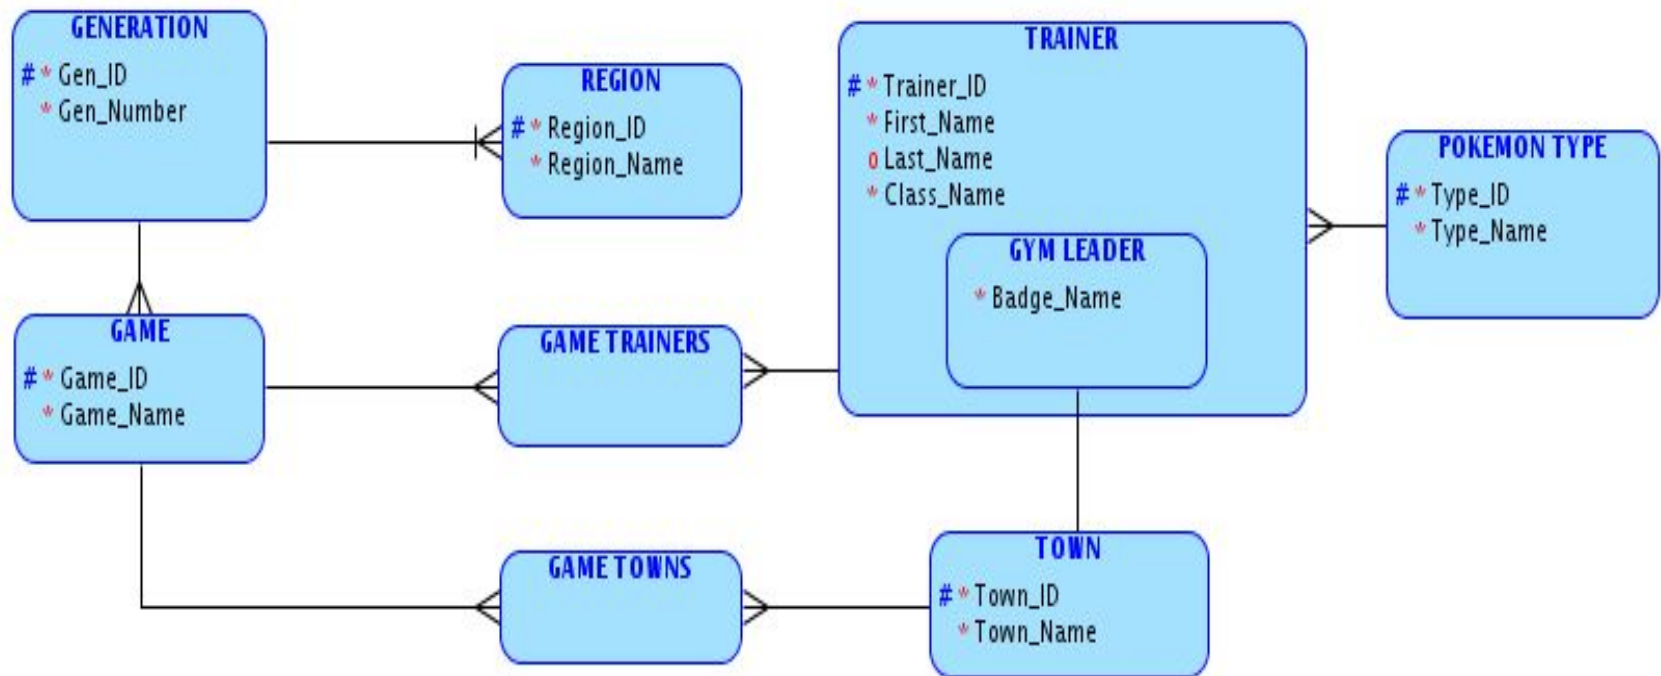 GENERATION
# * Gen_ID
* Gen_Number
REGION
# * Region_ID
* Region_Name
TRAINER
# * Trainer_ID
* First_Name
o Last_Name
* Class_Name
GYM LEADER
* Badge_Name
POKEMON TYPE
# * Type_ID
* Type_Name
GAME
# * Game_ID
* Game_Name
GAME TRAINERS
GAME TOWNS
TOWN
# * Town_ID
* Town_Name